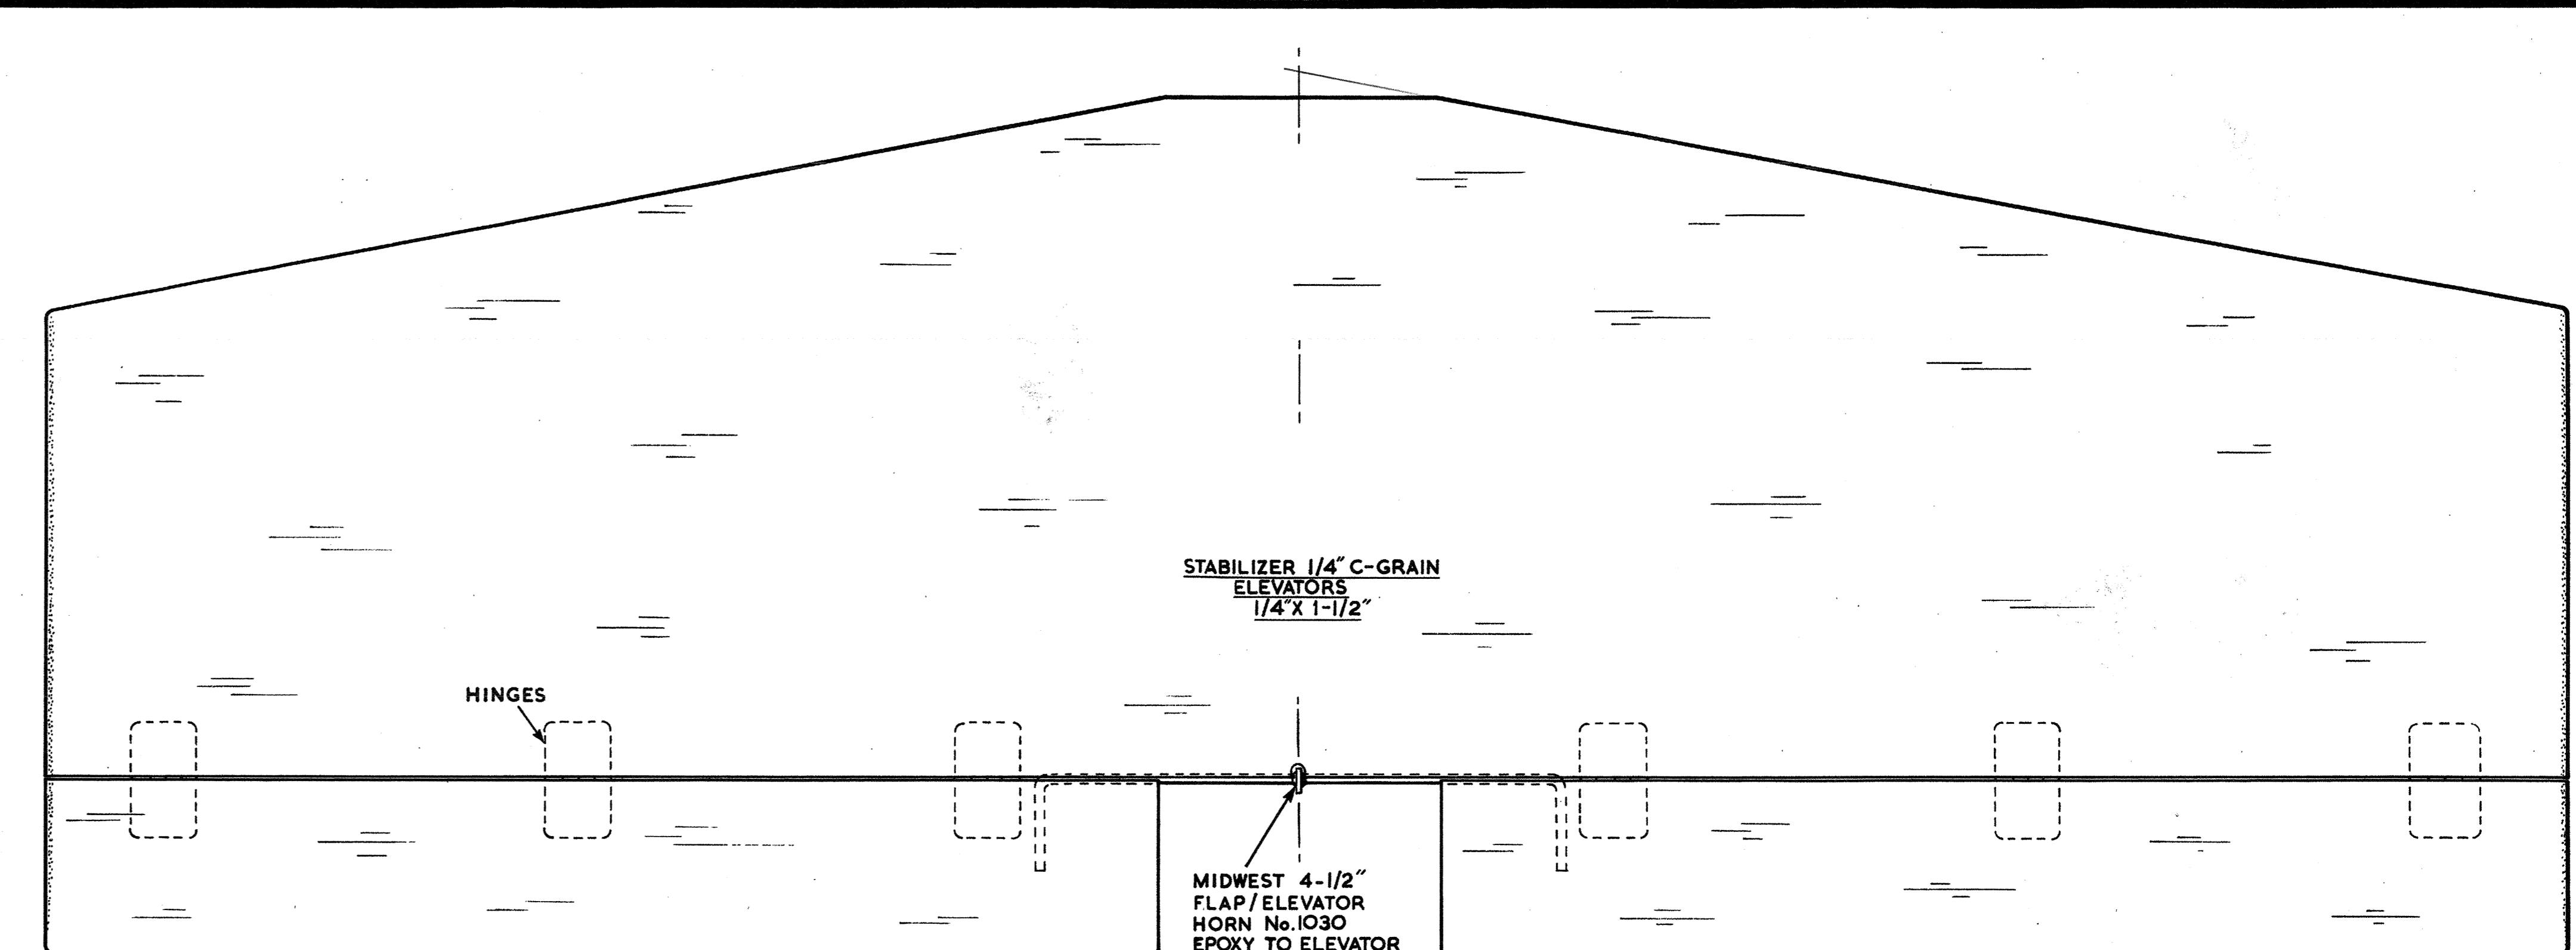 STABILIZER 1/4" C-GRAIN
ELEVATORS
1/4" X 1-1/2"
HINGES
MIDWEST 4-1/2"
FLAP/ELEVATOR
HORN No.1030
EPOXY TO ELEVATOR